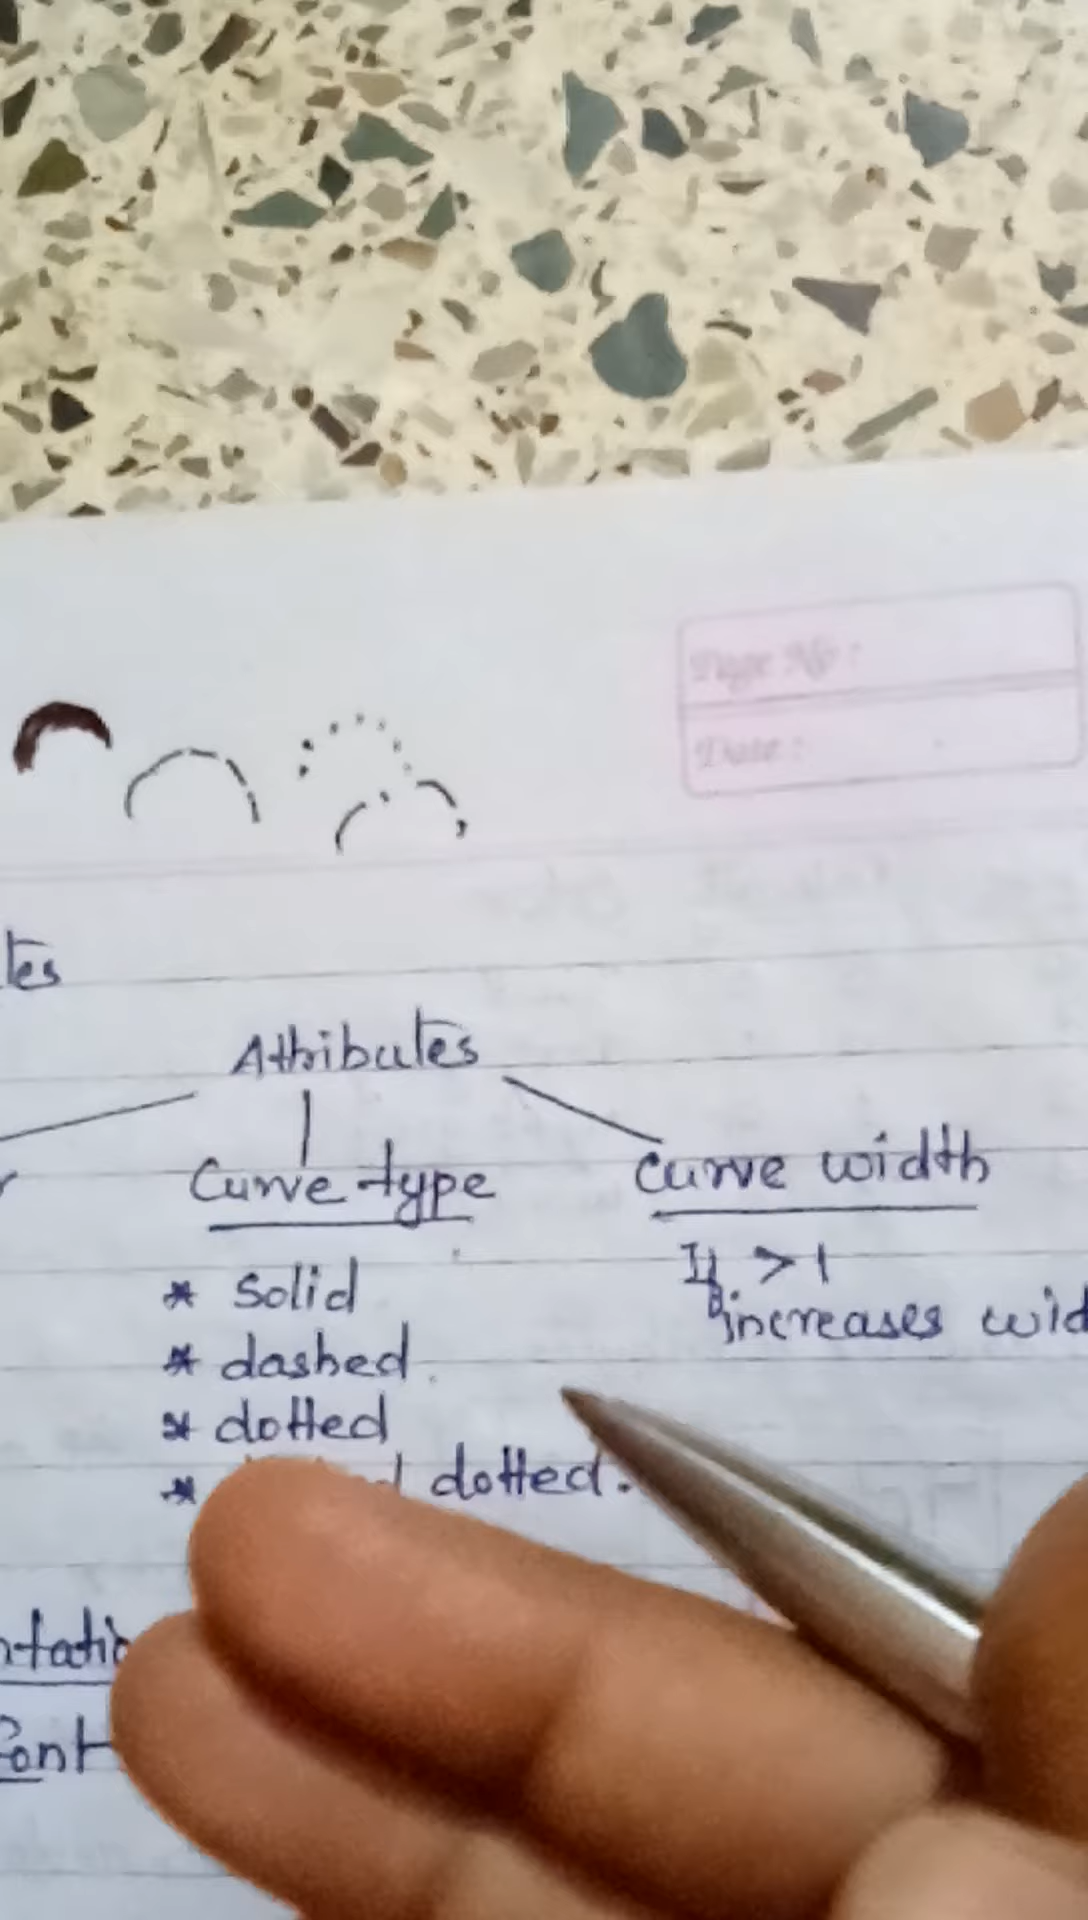 Page No :
Date :
tes
Attributes
r
Curve type
Curve width
* Solid
If > 1
increases wid
* dashed
* dotted
* dotted.
ntatio
Font